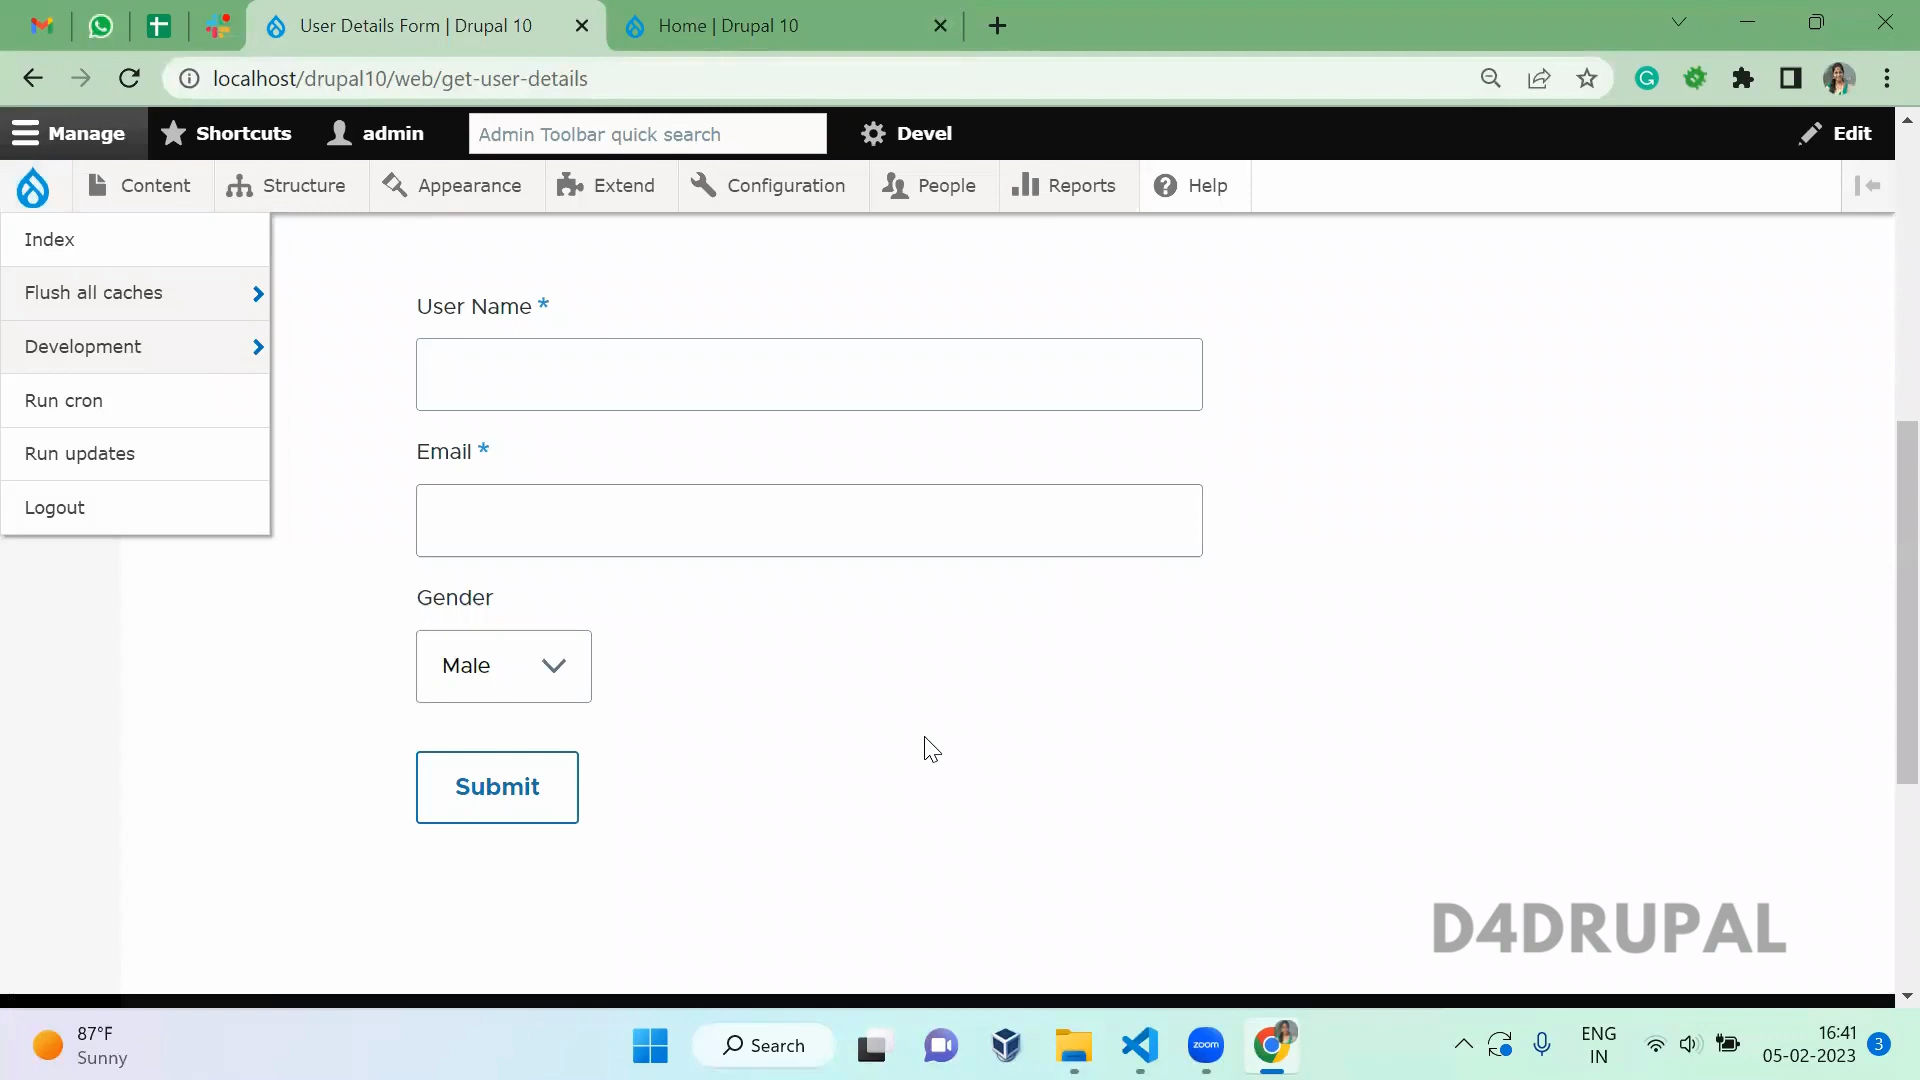 User Details Form | Drupal 10
Home | Drupal 10
localhost/drupal10/web/get-user-details
Manage
Shortcuts
admin
Admin Toolbar quick search
Devel
Edit
Content
Structure
Appearance
Extend
Configuration
People
Reports
Help
Index
Flush all caches
Development
Run cron
Run updates
Logout
User Name *
Email *
Gender
Male
Submit
D4DRUPAL
87°F
Sunny
Search
zoom
ENG
IN
16:41
05-02-2023
3